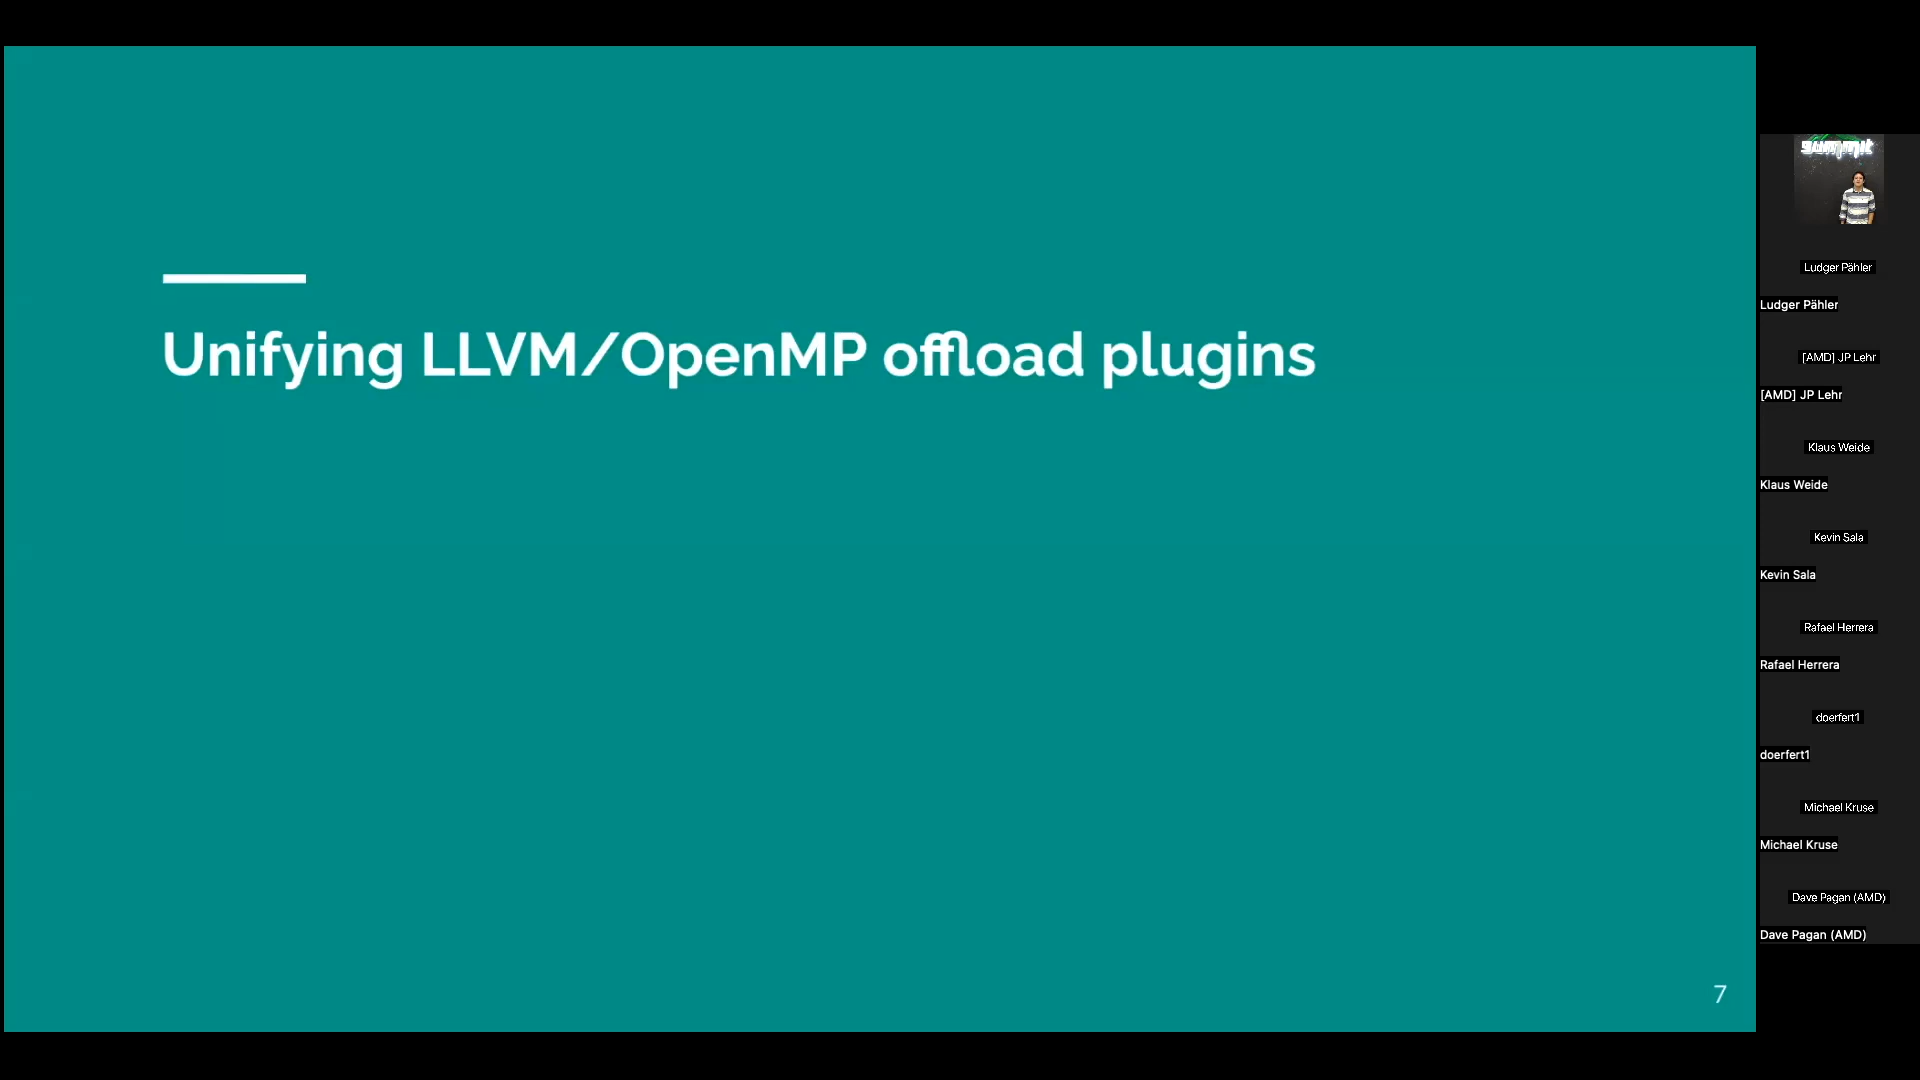 Unifying LLVM/OpenMP offload plugins
7
summit
Ludger Pähler
Ludger Pähler
[AMD] JP Lehr
[AMD] JP Lehr
Klaus Weide
Klaus Weide
Kevin Sala
Kevin Sala
Rafael Herrera
Rafael Herrera
doerfert1
doerfert1
Michael Kruse
Michael Kruse
Dave Pagan (AMD)
Dave Pagan (AMD)